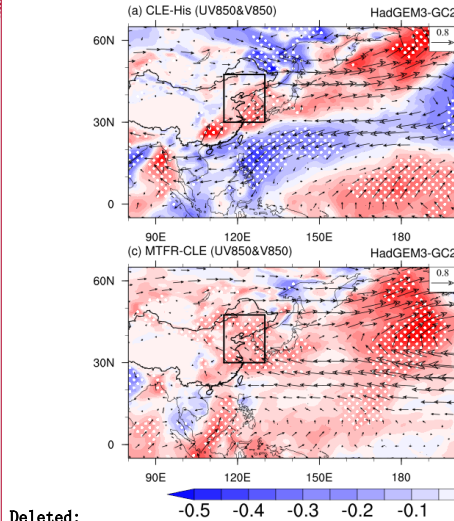 (a) CLE-His (UV850&V850) HadGEM3-GC2
0.8
60N
30N
0
90E 120E 150E 180
(c) MTFR-CLE (UV850&V850) HadGEM3-GC2
0.8
60N
30N
0
90E 120E 150E 180
-0.5 -0.4 -0.3 -0.2 -0.1
Deleted: